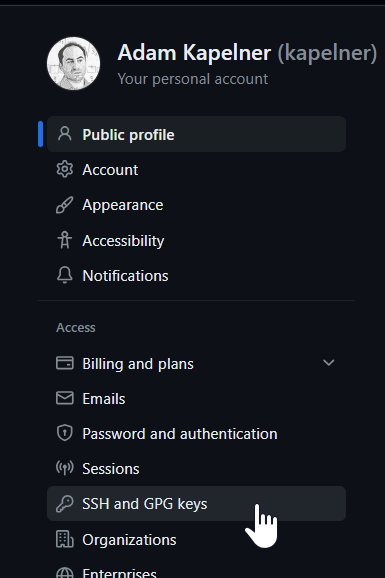 Adam Kapelner (kapelner)
Your personal account
Public profile
Account
Appearance
Accessibility
Notifications
Access
Billing and plans
Emails
Password and authentication
Sessions
SSH and GPG keys
Organizations
Enterprises